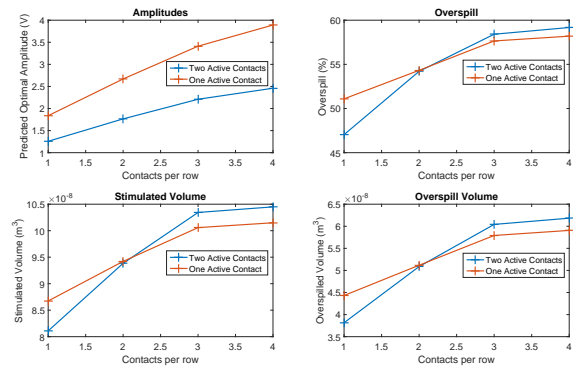 Amplitudes
4
3.5
3
2.5
2
1.5
1
Predicted Optimal Amplitude (V)
Two Active Contacts
One Active Contact
1 1.5 2 2.5 3 3.5 4
Contacts per row
Overspill
60
55
50
45
Overspill (%)
Two Active Contacts
One Active Contact
1 1.5 2 2.5 3 3.5 4
Contacts per row
Stimulated Volume
×10⁻⁸
10.5
10
9.5
9
8.5
8
Stimulated Volume (m³)
Two Active Contacts
One Active Contact
1 1.5 2 2.5 3 3.5 4
Contacts per row
Overspill Volume
×10⁻⁸
6.5
6
5.5
5
4.5
4
3.5
Overspilled Volume (m³)
Two Active Contacts
One Active Contact
1 1.5 2 2.5 3 3.5 4
Contacts per row